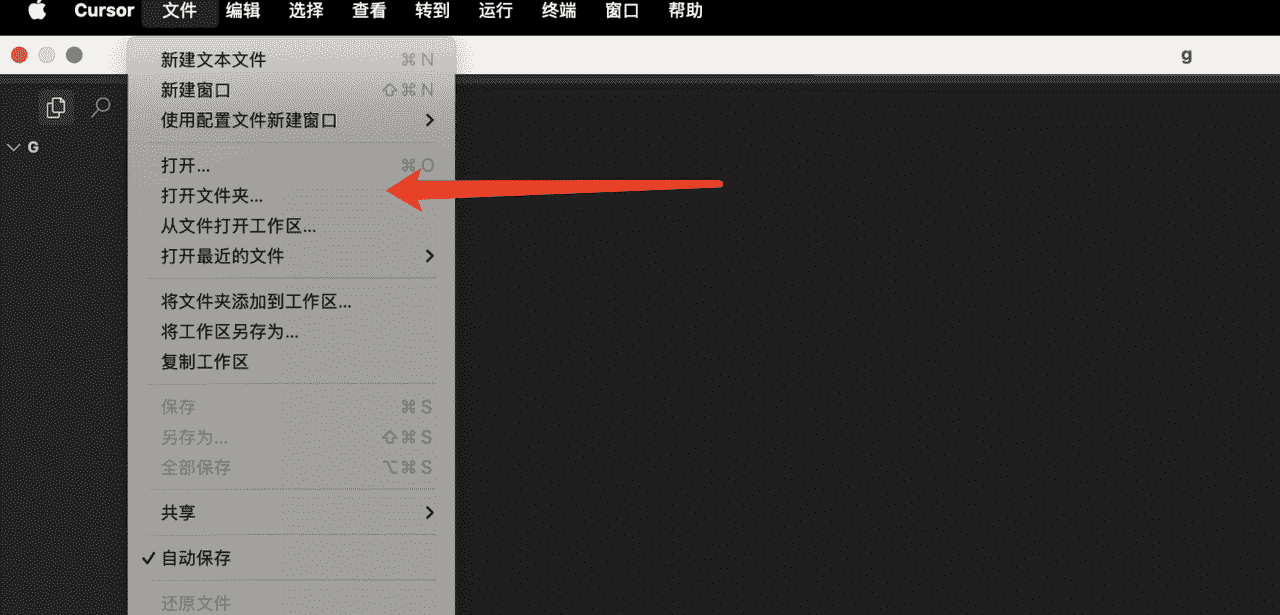 Cursor 文件 编辑 选择 查看 转到 运行 终端 窗口 帮助
g
G
新建文本文件 ⌘ N
新建窗口 ⇧ ⌘ N
使用配置文件新建窗口
打开... ⌘ O
打开文件夹...
从文件打开工作区...
打开最近的文件
将文件夹添加到工作区...
将工作区另存为...
复制工作区
保存 ⌘ S
另存为... ⇧ ⌘ S
全部保存 ⌥ ⌘ S
共享
✓ 自动保存
还原文件